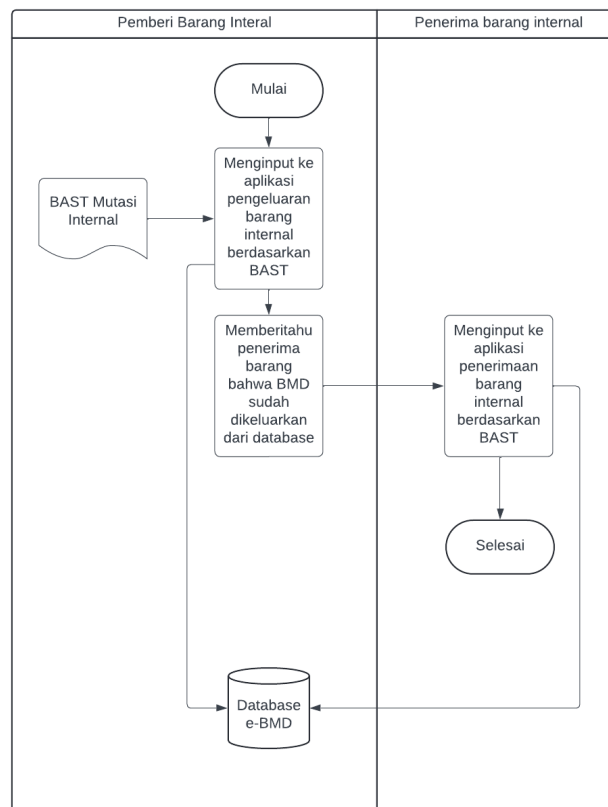 Pemberi Barang Interal
Penerima barang internal
Mulai
BAST Mutasi
Internal
Menginput ke
aplikasi
pengeluaran
barang
internal
berdasarkan
BAST
Memberitahu
penerima
barang
bahwa BMD
sudah
dikeluarkan
dari database
Menginput ke
aplikasi
penerimaan
barang
internal
berdasarkan
BAST
Selesai
Database
e-BMD